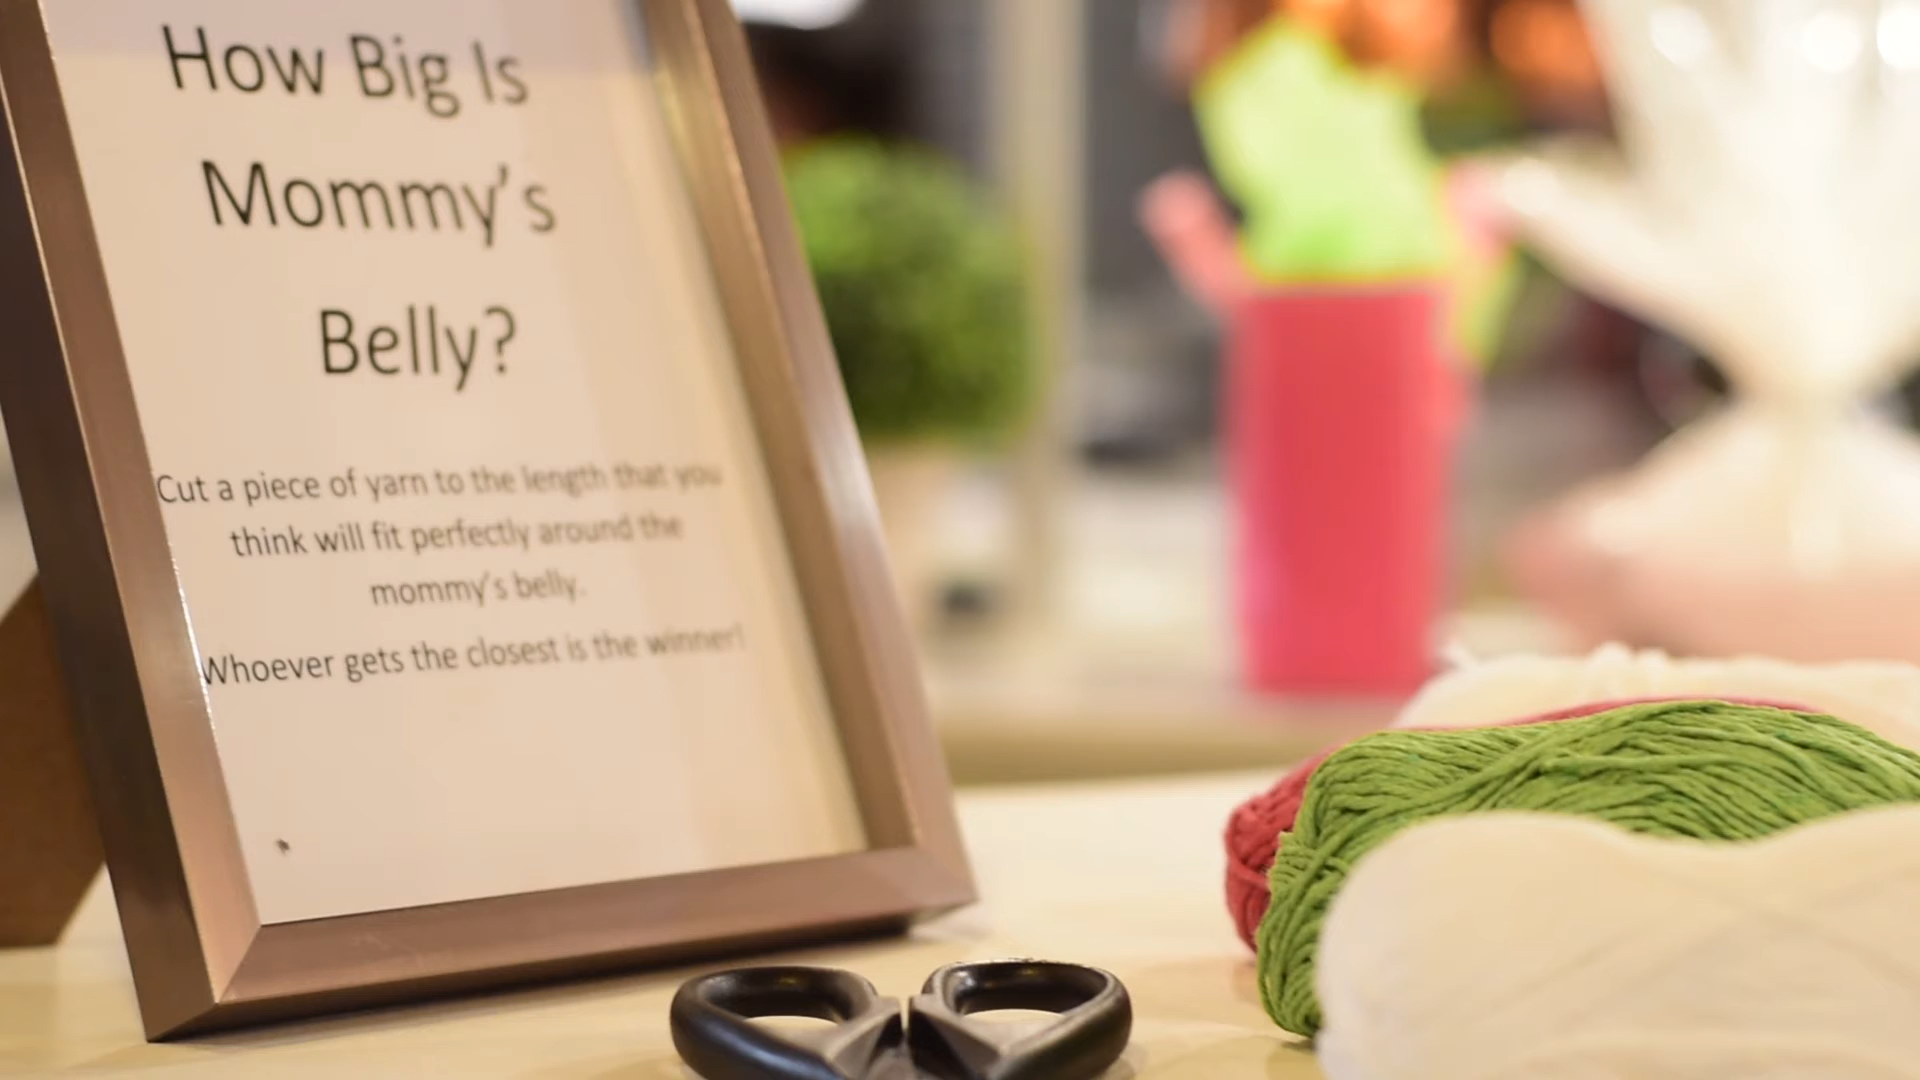 How Big Is
Mommy's
Belly?
Cut a piece of yarn to the length that you
think will fit perfectly around the
mommy's belly.
Whoever gets the closest is the winner!